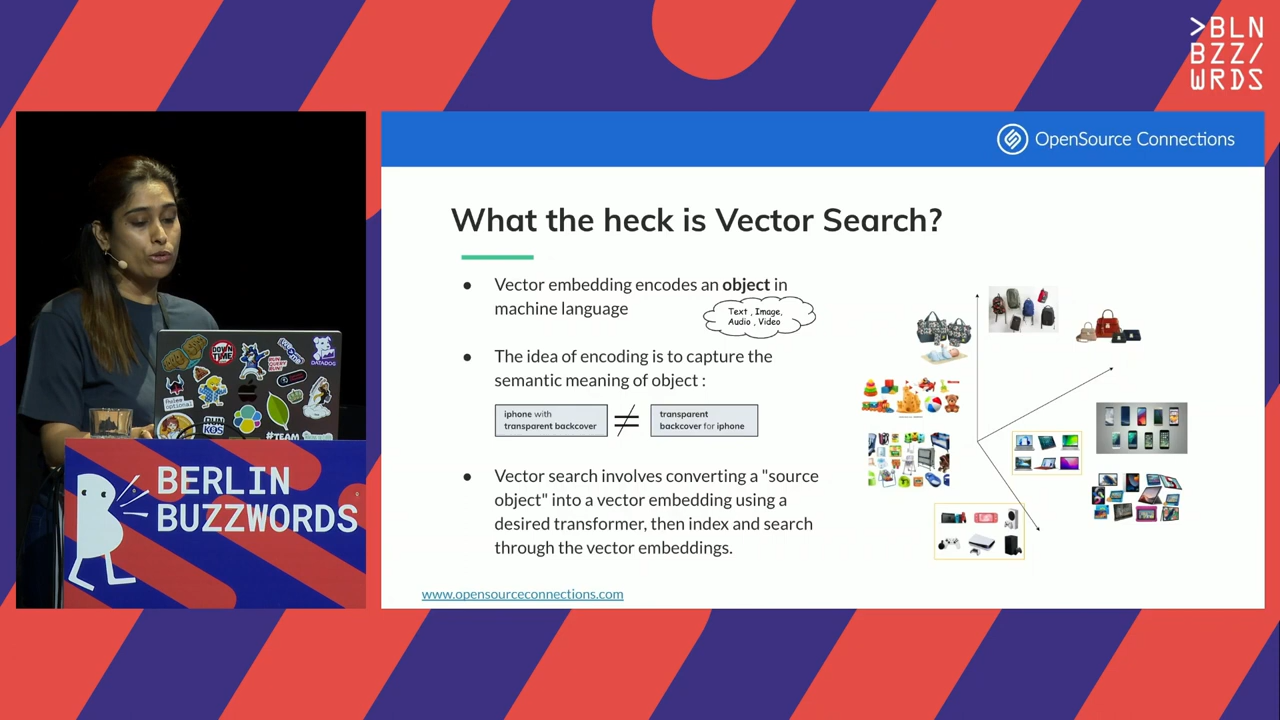 >BLN
BZZ/
WRDS
OpenSource Connections
What the heck is Vector Search?
● Vector embedding encodes an object in
machine language
Text , Image,
Audio , Video
● The idea of encoding is to capture the
semantic meaning of object :
iphone with
transparent backcover
≠
transparent
backcover for iphone
● Vector search involves converting a "source
object" into a vector embedding using a
desired transformer, then index and search
through the vector embeddings.
www.opensourceconnections.com
DOWN
TIME
DATADOG
#TEAM
BERLIN
BUZZWORDS